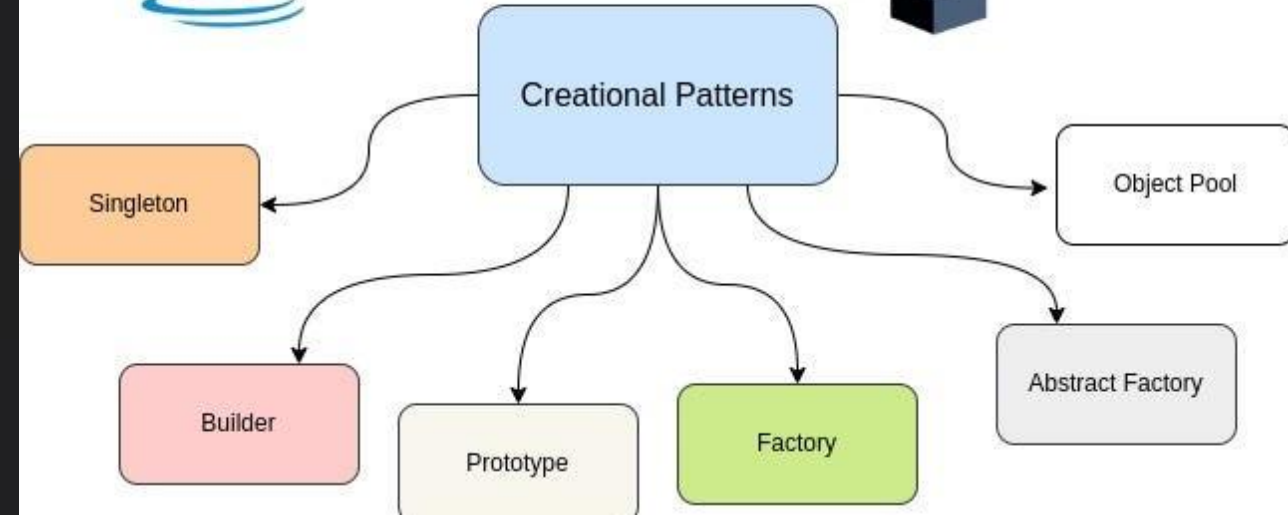 Creational Patterns
Singleton
Object Pool
Builder
Prototype
Factory
Abstract Factory